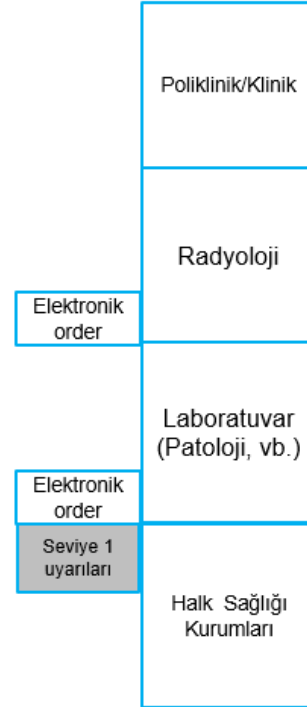 Poliklinik/Klinik
Radyoloji
Elektronik
order
Laboratuvar
(Patoloji, vb.)
Elektronik
order
Seviye 1
uyarıları
Halk Sağlığı
Kurumları